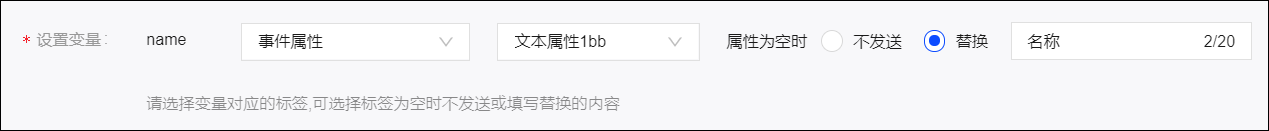 * 设置变量: name 事件属性 文本属性1bb 属性为空时 不发送 替换 名称 2/20
请选择变量对应的标签,可选择标签为空时不发送或填写替换的内容